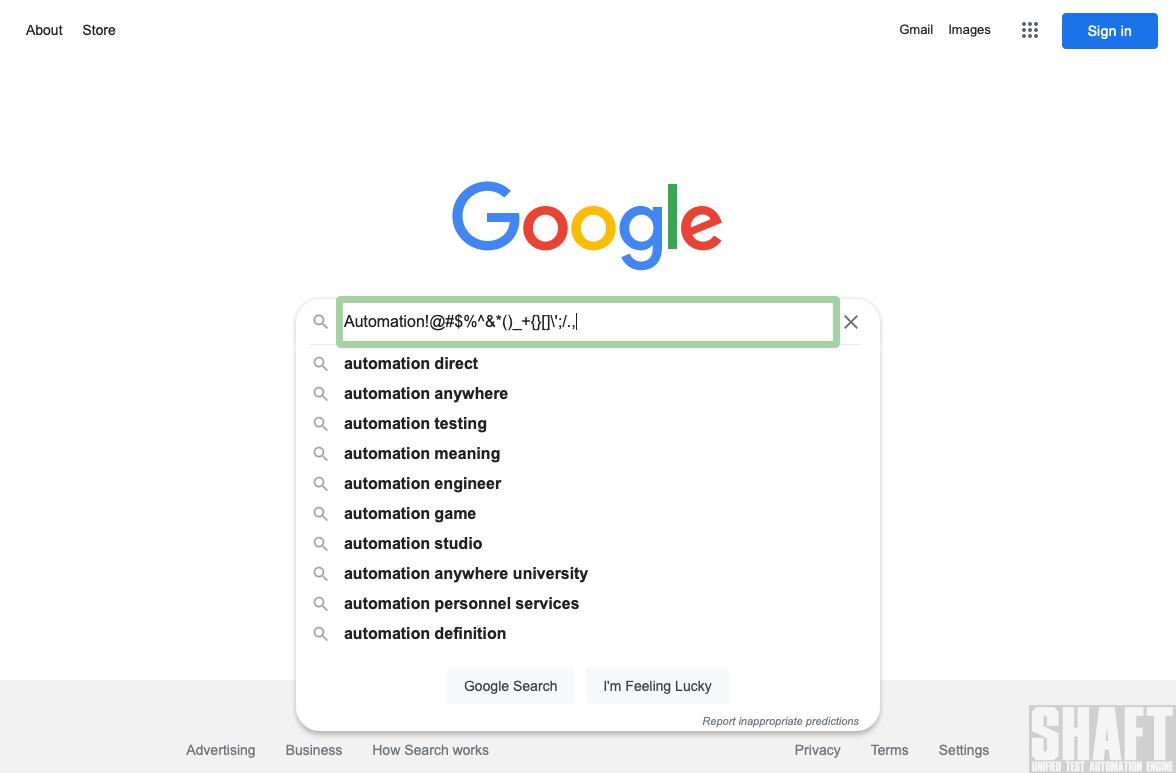 About Store
Gmail Images
Sign in
Google
Automation!@#$%^&*()_+{}[]\';/.,
automation direct
automation anywhere
automation testing
automation meaning
automation engineer
automation game
automation studio
automation anywhere university
automation personnel services
automation definition
Google Search I'm Feeling Lucky
Report inappropriate predictions
Advertising Business How Search works
Privacy Terms Settings
SHAFT
UNIFIED TEST AUTOMATION ENGINE